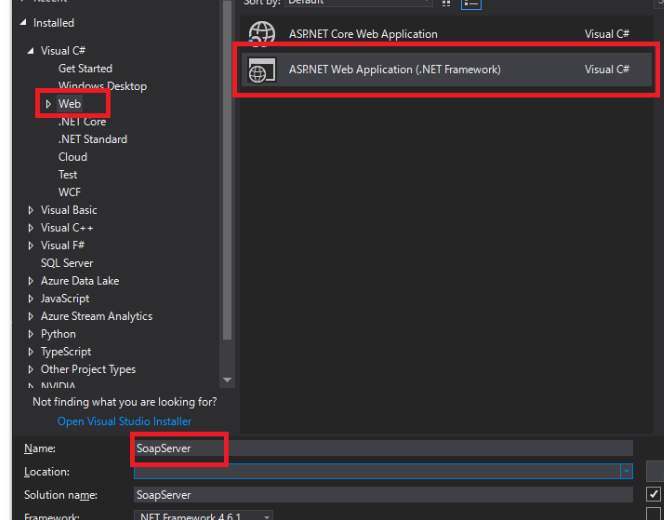 Recent
Sort by: Default
Installed
Visual C#
Get Started
Windows Desktop
Web
.NET Core
.NET Standard
Cloud
Test
WCF
Visual Basic
Visual C++
Visual F#
SQL Server
Azure Data Lake
JavaScript
Azure Stream Analytics
Python
TypeScript
Other Project Types
NVIDIA
Not finding what you are looking for?
Open Visual Studio Installer
ASP.NET Core Web Application Visual C#
ASP.NET Web Application (.NET Framework) Visual C#
Name: SoapServer
Location:
Solution name: SoapServer
Framework: .NET Framework 4.6.1